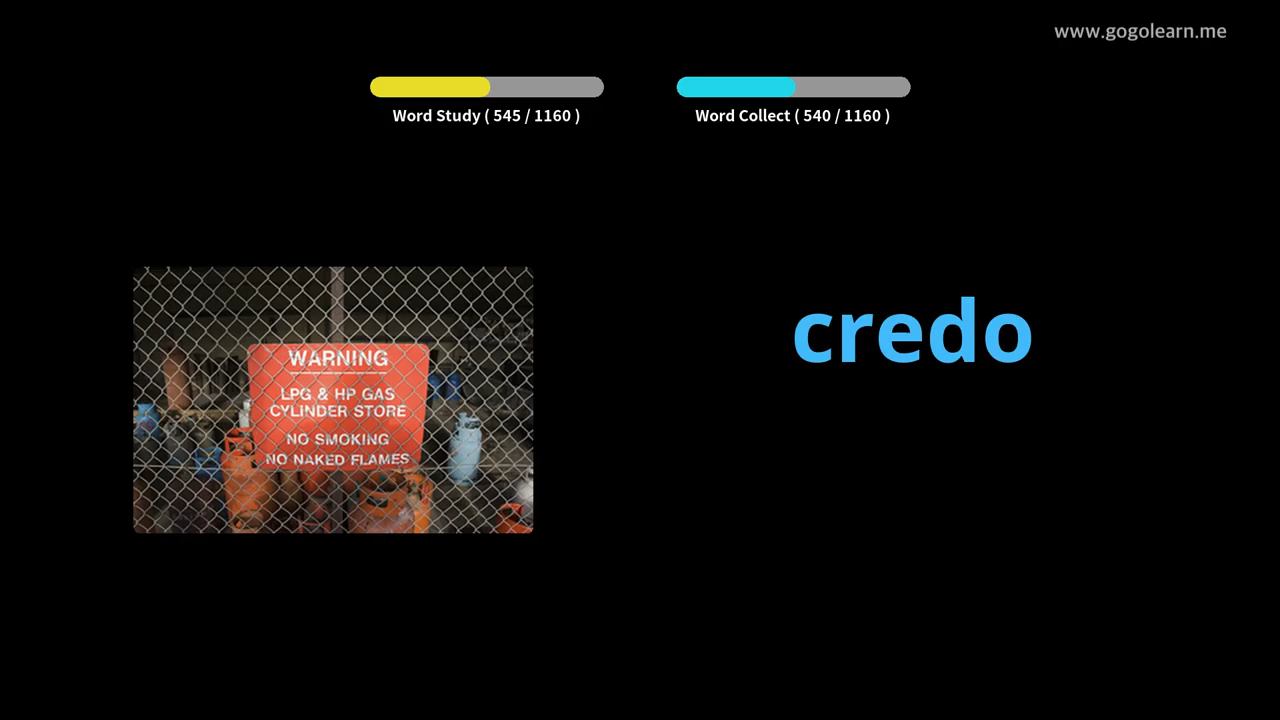 www.gogolearn.me
Word Study ( 545 / 1160 )
Word Collect ( 540 / 1160 )
WARNING
LPG & HP GAS
CYLINDER STORE
NO SMOKING
NO NAKED FLAMES
credo